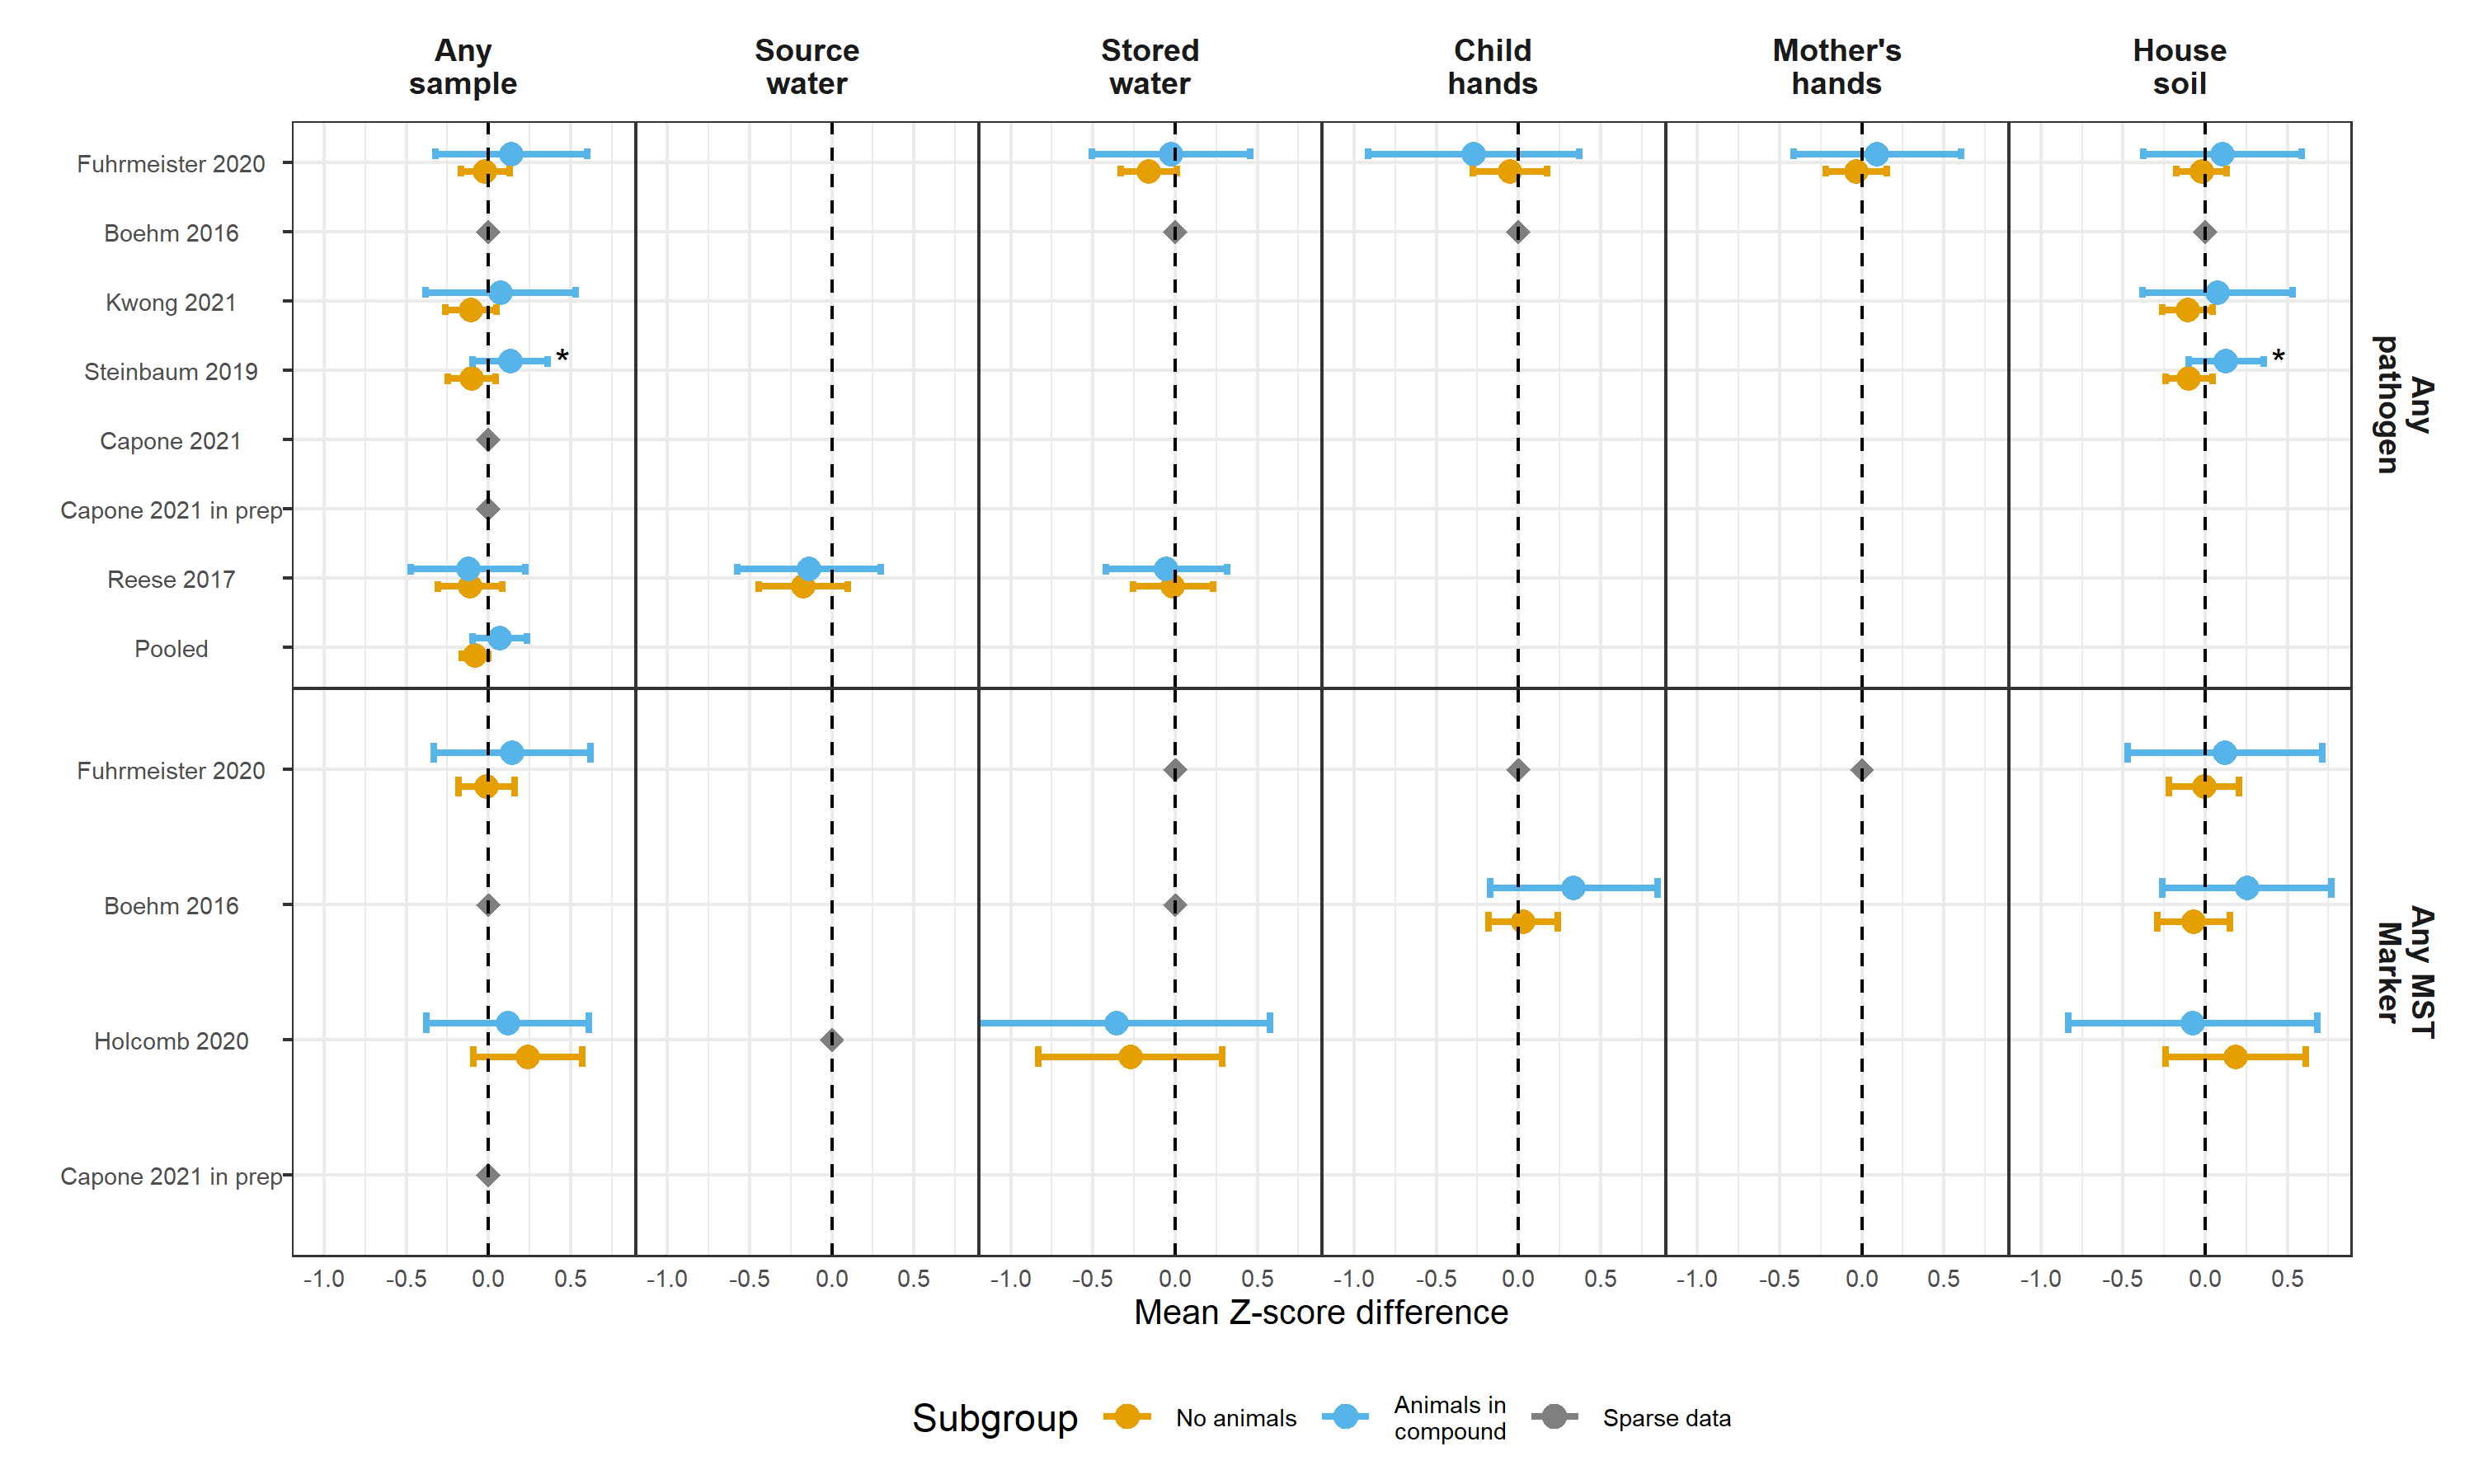 Any
sample
Source
water
Stored
water
Child
hands
Mother's
hands
House
soil
Fuhrmeister 2020
Boehm 2016
Kwong 2021
Steinbaum 2019
*
*
Capone 2021
Capone 2021 in prep
Reese 2017
Pooled
Any
pathogen
Fuhrmeister 2020
Boehm 2016
Holcomb 2020
Capone 2021 in prep
Any MST
Marker
-1.0 -0.5 0.0 0.5 -1.0 -0.5 0.0 0.5 -1.0 -0.5 0.0 0.5 -1.0 -0.5 0.0 0.5 -1.0 -0.5 0.0 0.5 -1.0 -0.5 0.0 0.5
Mean Z-score difference
Subgroup
No animals
Animals in
compound
Sparse data